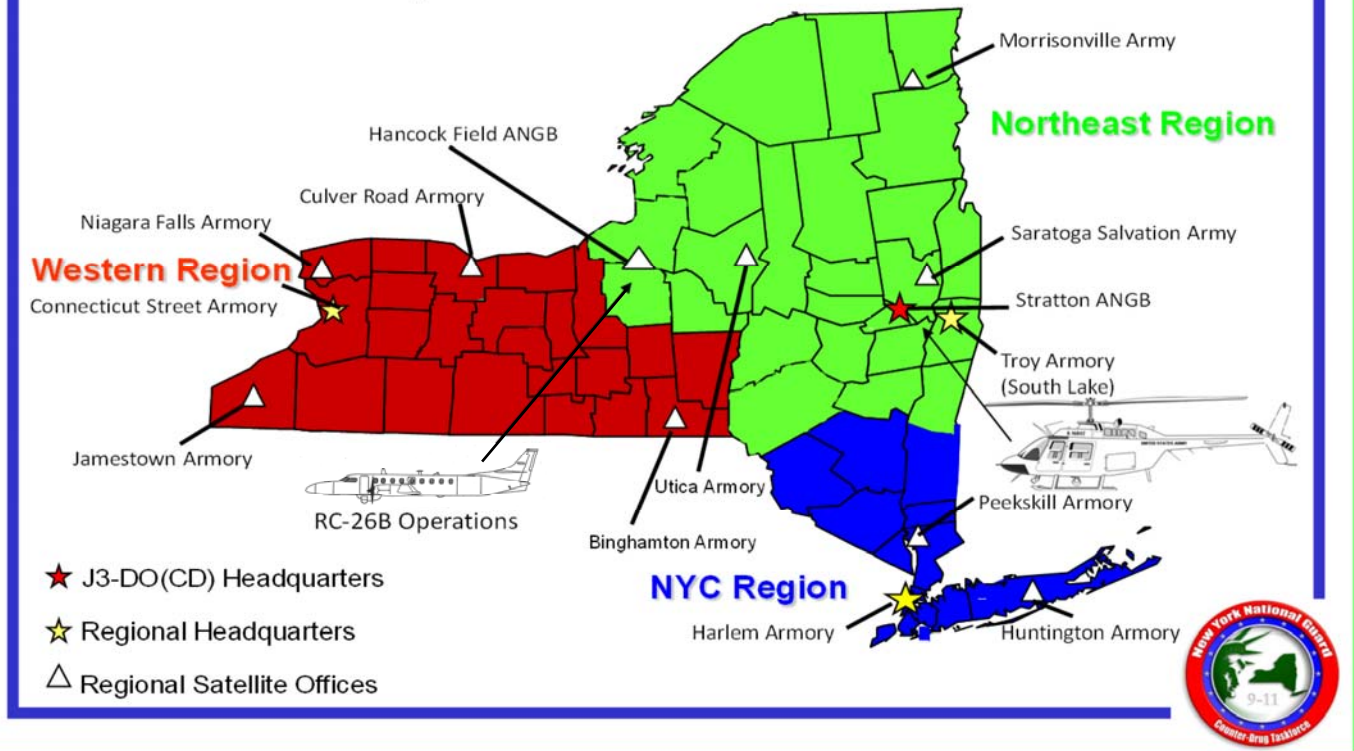 Morrisonville Army
Northeast Region
Hancock Field ANGB
Culver Road Armory
Niagara Falls Armory
Western Region
Connecticut Street Armory
Saratoga Salvation Army
Stratton ANGB
Troy Armory
(South Lake)
Jamestown Armory
RC-26B Operations
Utica Armory
Binghamton Armory
Peekskill Armory
NYC Region
Harlem Armory
Huntington Armory
J3-DO(CD) Headquarters
Regional Headquarters
Regional Satellite Offices
New York National Guard
9-11
Counter-Drug Taskforce